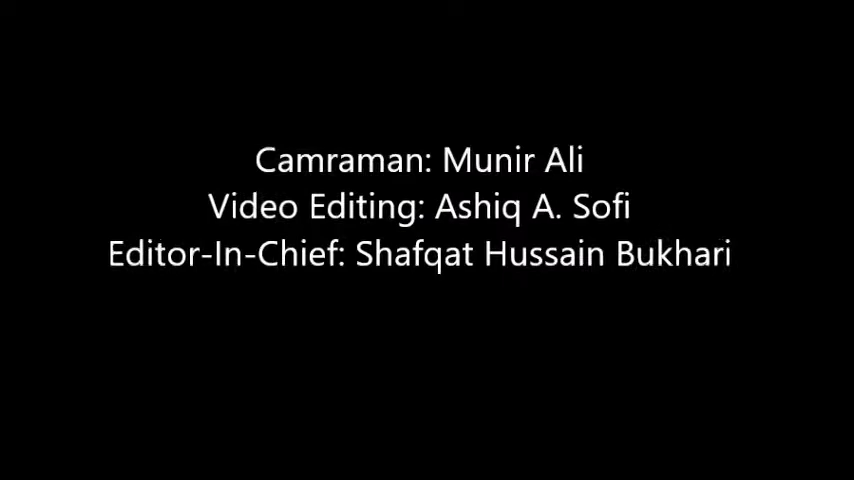 Camraman: Munir Ali
Video Editing: Ashiq A. Sofi
Editor-In-Chief: Shafqat Hussain Bukhari